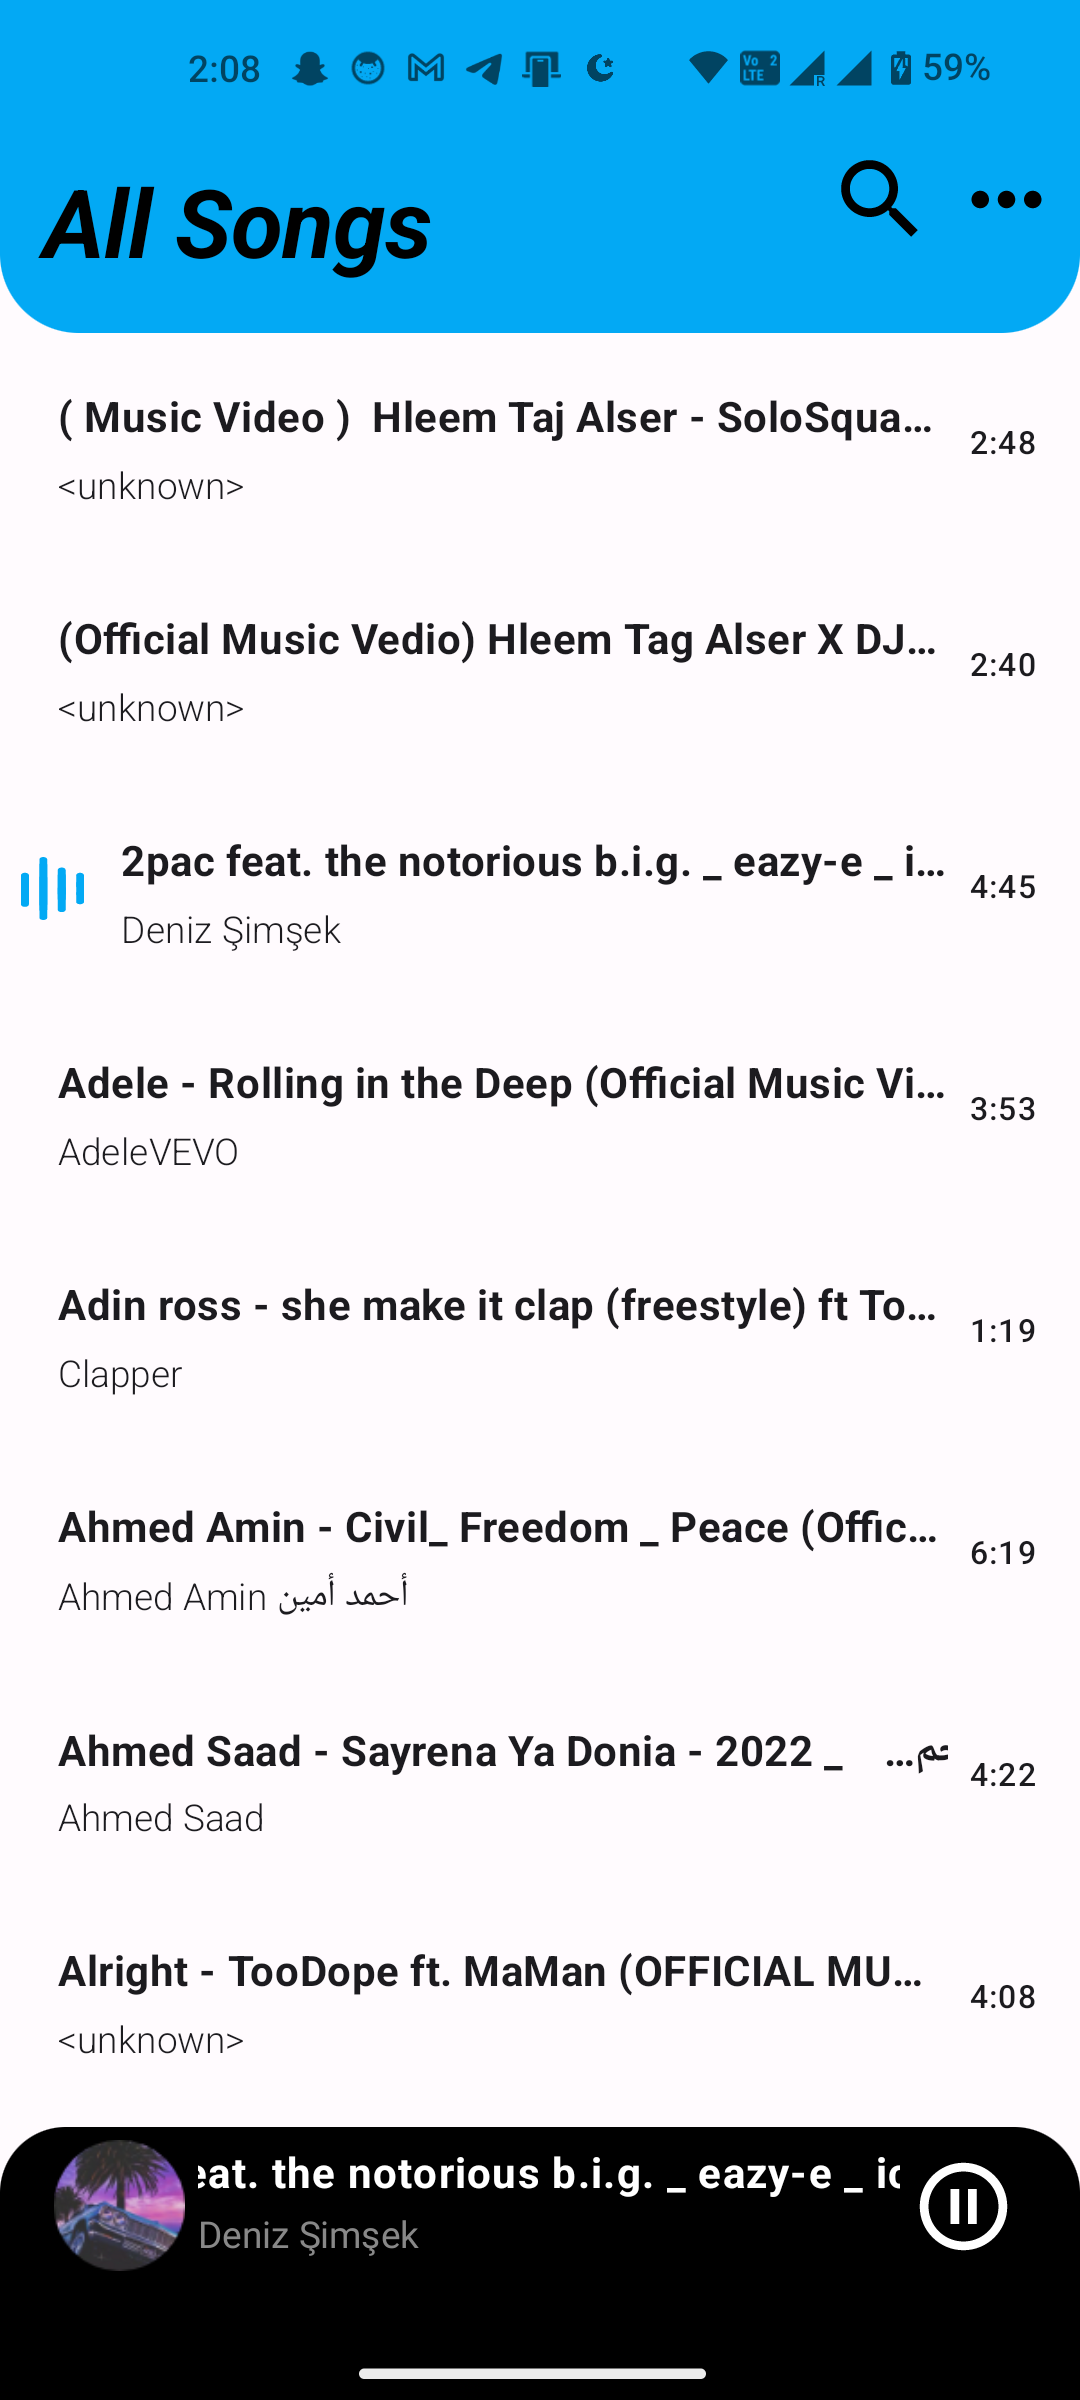 2:08 Vo 2 LTE R 59%
All Songs
( Music Video ) Hleem Taj Alser - SoloSqua...
2:48
<unknown>
(Official Music Vedio) Hleem Tag Alser X DJ...
2:40
<unknown>
2pac feat. the notorious b.i.g. _ eazy-e _ i...
4:45
Deniz Şimşek
Adele - Rolling in the Deep (Official Music Vi...
3:53
AdeleVEVO
Adin ross - she make it clap (freestyle) ft To...
1:19
Clapper
Ahmed Amin - Civil_ Freedom _ Peace (Offic...
6:19
Ahmed Amin أحمد أمين
Ahmed Saad - Sayrena Ya Donia - 2022 _
4:22
Ahmed Saad
Alright - TooDope ft. MaMan (OFFICIAL MU...
4:08
<unknown>
eat. the notorious b.i.g. _ eazy-e _ ic
Deniz Şimşek